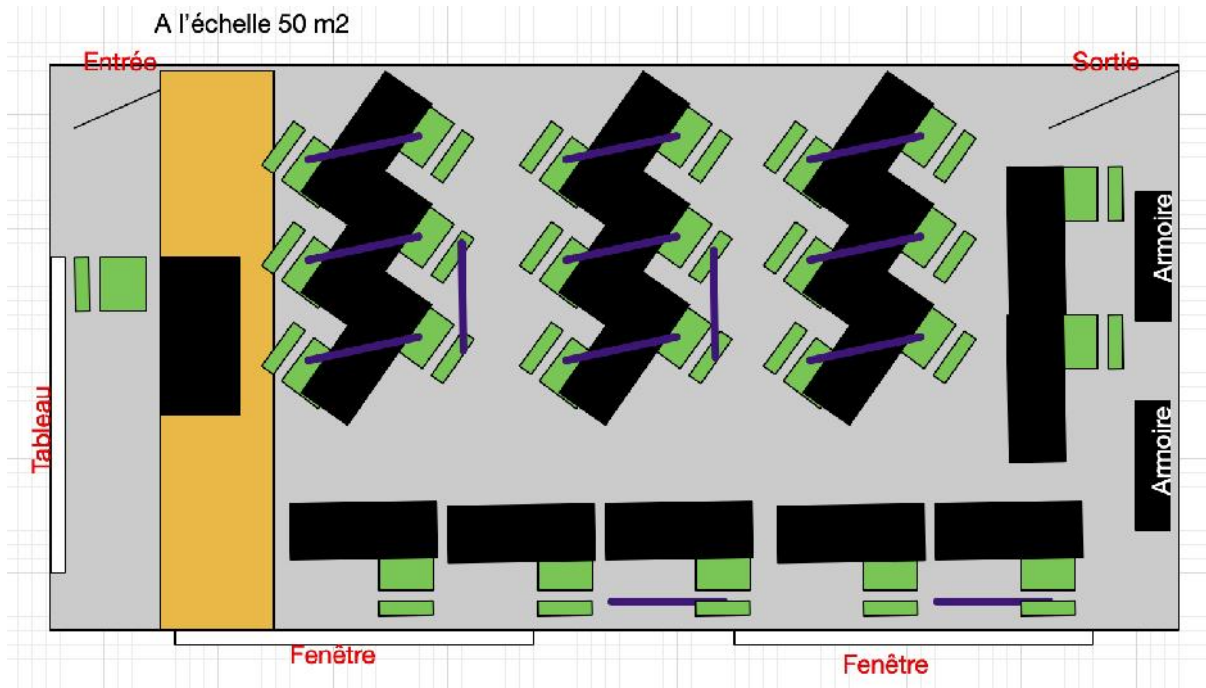 A l'échelle 50 m2
Entrée
Sortie
Armoire
Tableau
Armoire
Fenêtre
Fenêtre